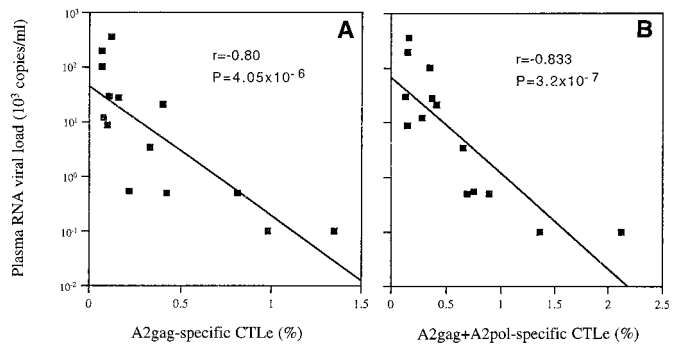 A
B
r=-0.80
P=4.05x10⁻⁶
r=-0.833
P=3.2x10⁻⁷
Plasma RNA viral load (10³ copies/ml)
10³
10²
10¹
10⁰
10⁻¹
10⁻²
0 0.5 1 1.5
0 0.5 1 1.5 2 2.5
A2gag-specific CTLe (%)
A2gag+A2pol-specific CTLe (%)